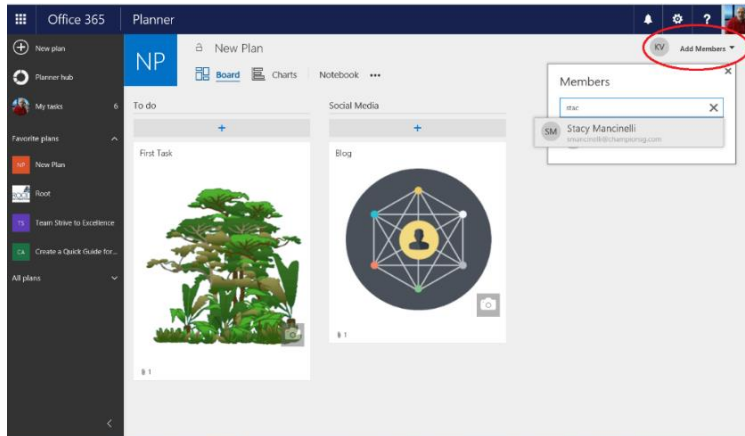 Office 365 Planner ?
New plan
Planner hub
My tasks 6
Favorite plans
NP New Plan
Root
TS Team Strive to Excellence
CA Create a Quick Guide for...
All plans
NP
New Plan
Board Charts Notebook •••
KV Add Members
To do
+
First Task
1
Social Media
+
Blog
1
Members
stac
SM Stacy Mancinelli